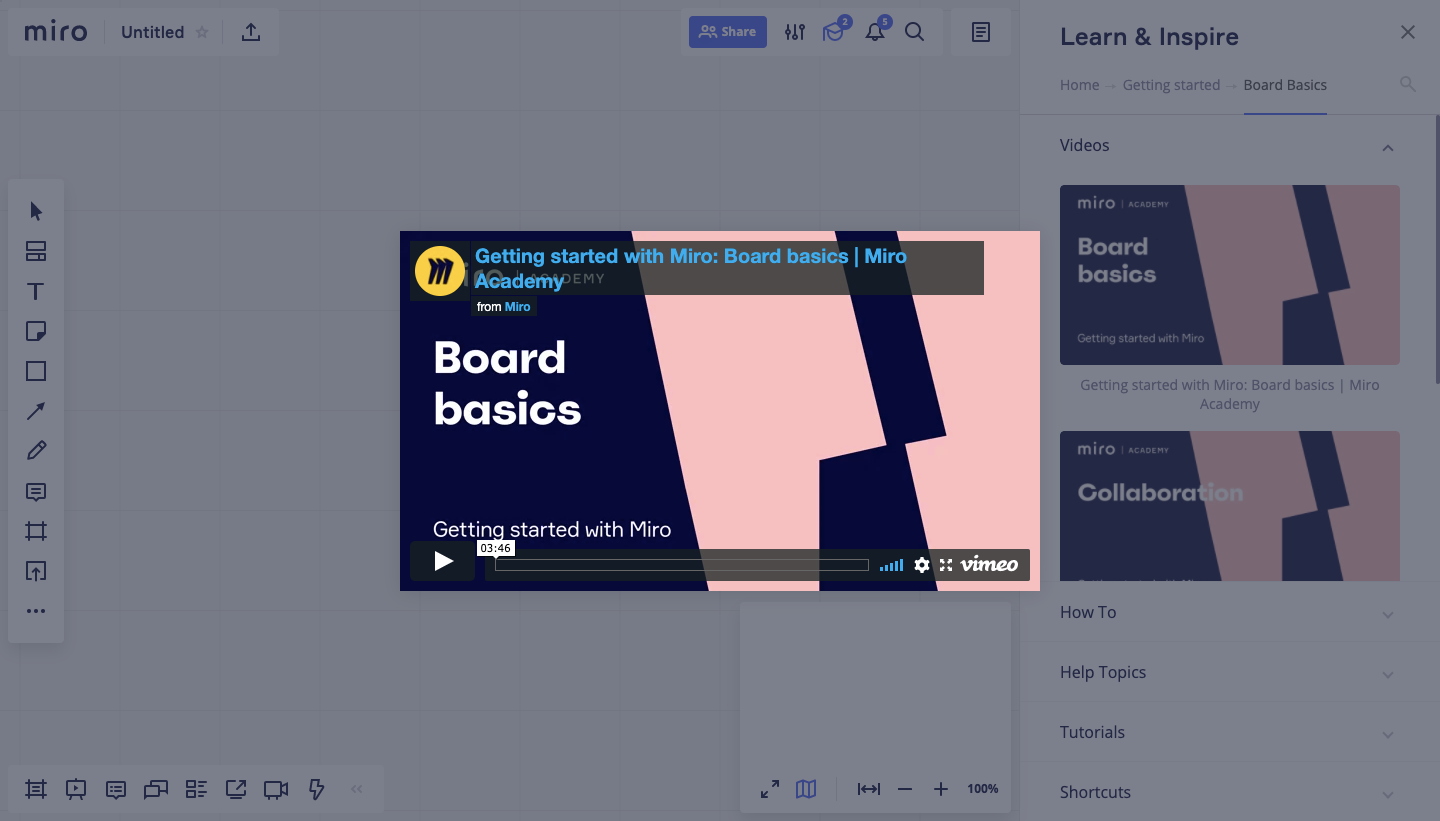 miro
Untitled
Share
2
5
Learn & Inspire
Home → Getting started → Board Basics
Videos
miro | ACADEMY
Board
basics
Getting started with Miro
Getting started with Miro: Board basics | Miro
Academy
miro | ACADEMY
Collaboration
How To
Help Topics
Tutorials
Shortcuts
Getting started with Miro: Board basics | Miro
Academy
miro | ACADEMY
from Miro
Board
basics
Getting started with Miro
03:46
vimeo
T
100%